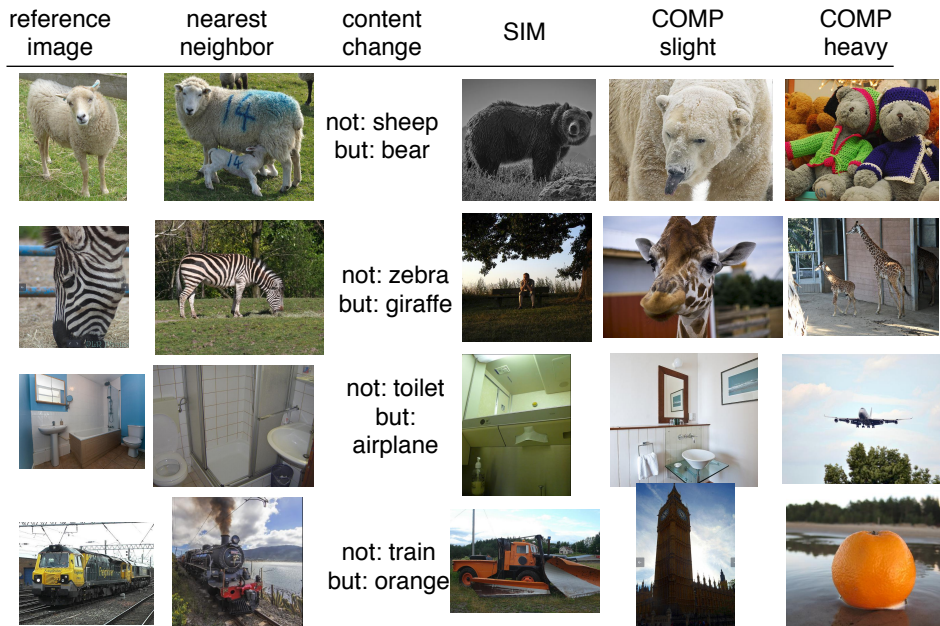 reference image
nearest neighbor
content change
SIM
COMP slight
COMP heavy
14
14
not: sheep
but: bear
not: zebra
but: giraffe
not: toilet
but:
airplane
not: train
but: orange